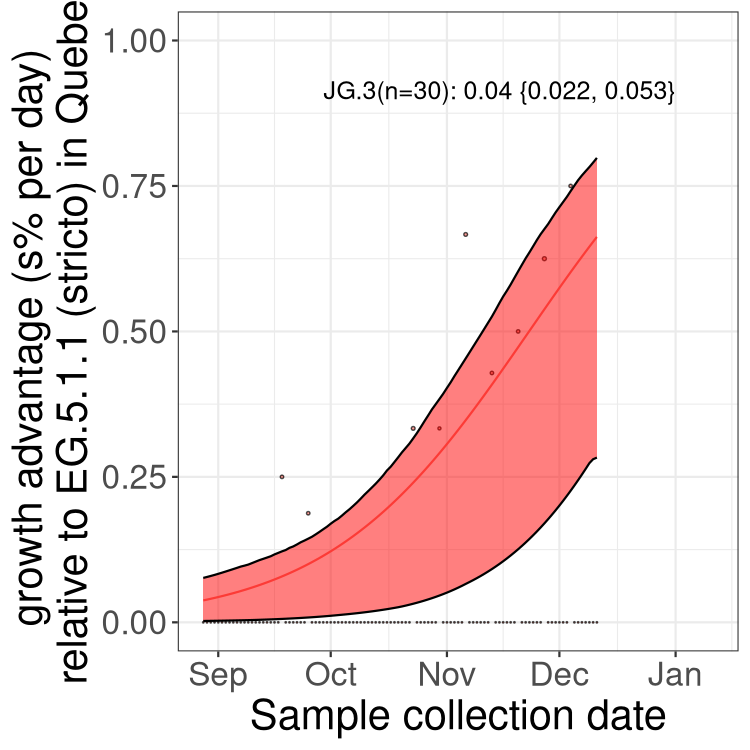 growth advantage (s% per day)
relative to EG.5.1.1 (stricto) in Quebe
1.00
0.75
0.50
0.25
0.00
JG.3(n=30): 0.04 {0.022, 0.053}
Sep Oct Nov Dec Jan
Sample collection date